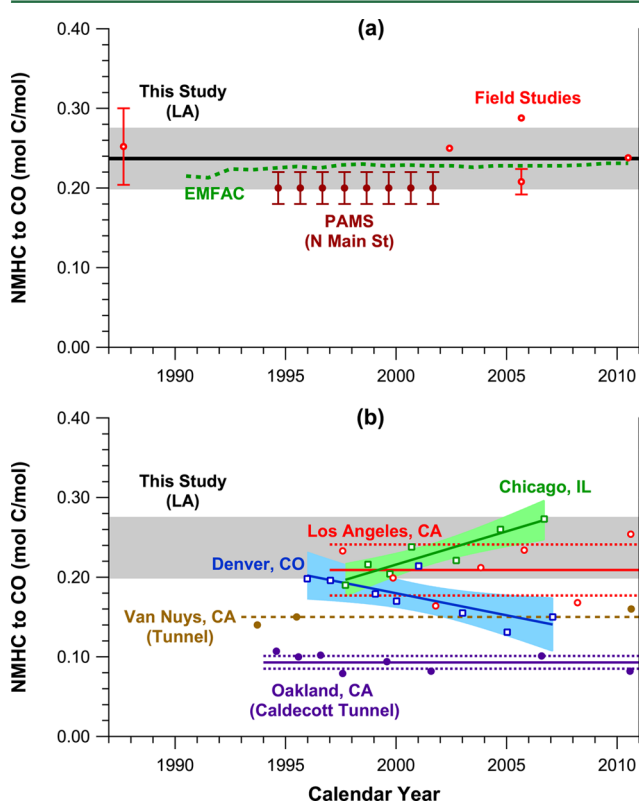 (a)
0.40
0.30
0.20
0.10
0.00
NMHC to CO (mol C/mol)
This Study
(LA)
Field Studies
EMFAC
PAMS
(N Main St)
1990
1995
2000
2005
2010
(b)
0.40
0.30
0.20
0.10
0.00
NMHC to CO (mol C/mol)
This Study
(LA)
Chicago, IL
Los Angeles, CA
Denver, CO
Van Nuys, CA
(Tunnel)
Oakland, CA
(Caldecott Tunnel)
1990
1995
2000
2005
2010
Calendar Year